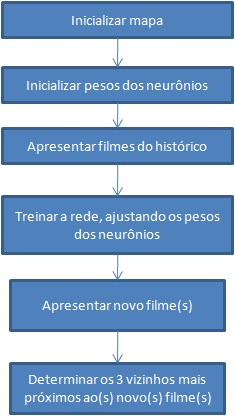 Inicializar mapa
Inicializar pesos dos neurônios
Apresentar filmes do histórico
Treinar a rede, ajustando os pesos
dos neurônios
Apresentar novo filme(s)
Determinar os 3 vizinhos mais
próximos ao(s) novo(s) filme(s)